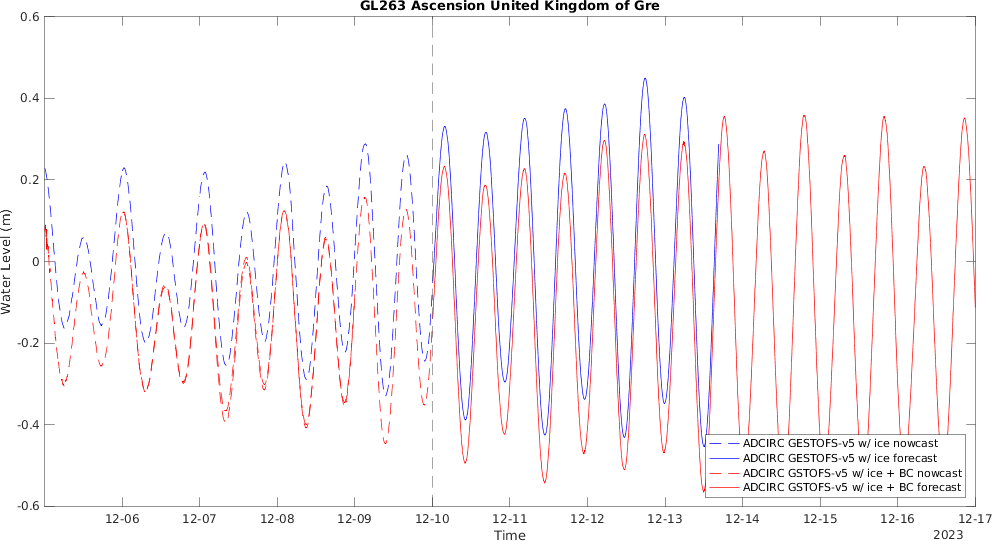 GL263 Ascension United Kingdom of Gre
0.6
0.4
0.2
0
-0.2
-0.4
-0.6
Water Level (m)
12-06 12-07 12-08 12-09 12-10 12-11 12-12 12-13 12-14 12-15 12-16 12-17
Time
2023
ADCIRC GESTOFS-v5 w/ ice nowcast
ADCIRC GESTOFS-v5 w/ ice forecast
ADCIRC GSTOFS-v5 w/ ice + BC nowcast
ADCIRC GSTOFS-v5 w/ ice + BC forecast